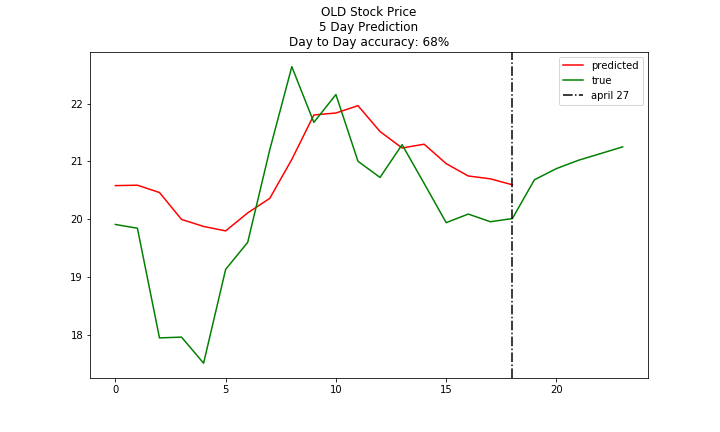 OLD Stock Price
5 Day Prediction
Day to Day accuracy: 68%
predicted
true
april 27
22
21
20
19
18
0 5 10 15 20